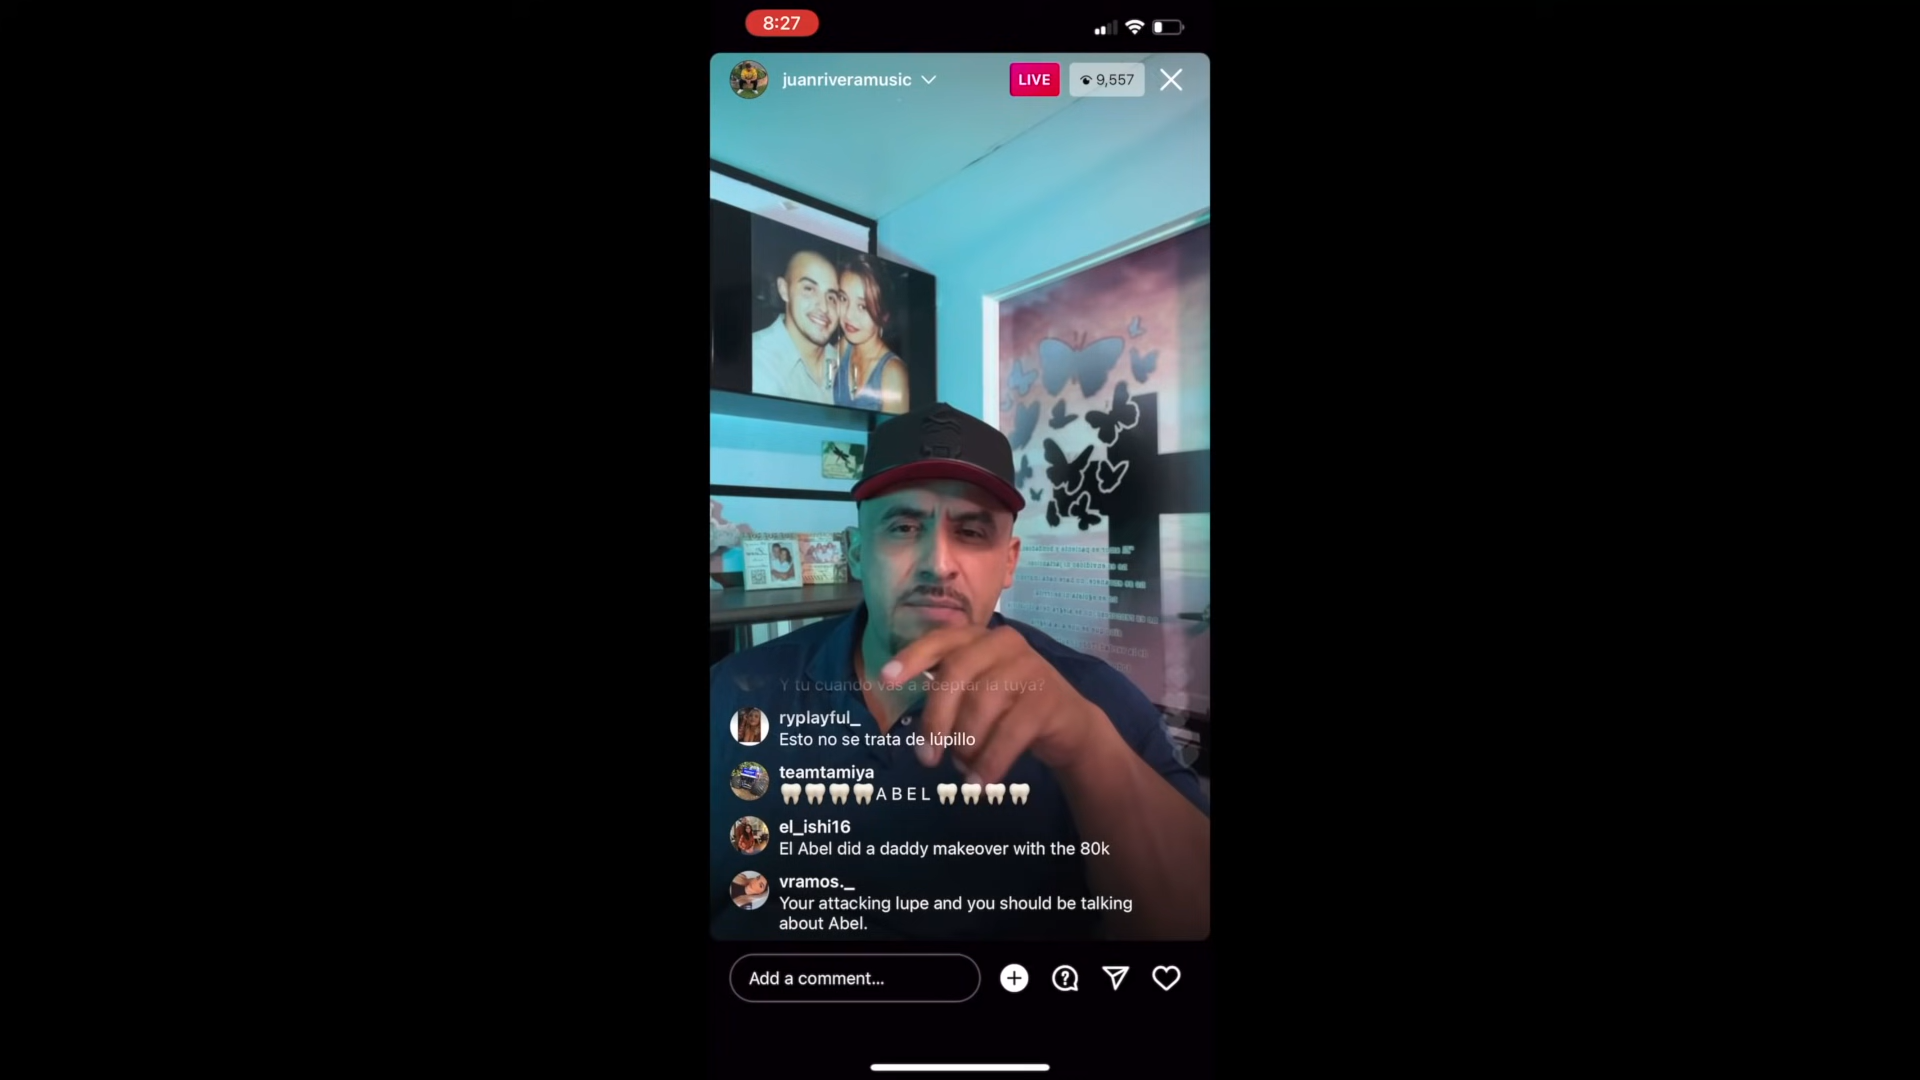 8:27
juanriveramusic
LIVE
9,557
Y tu cuando vas a aceptar la tuya?
ryplayful_
Esto no se trata de lúpillo
teamtamiya
🦷🦷🦷🦷A B E L 🦷🦷🦷🦷
el_ishi16
El Abel did a daddy makeover with the 80k
vramos._
Your attacking lupe and you should be talking
about Abel.
Add a comment...